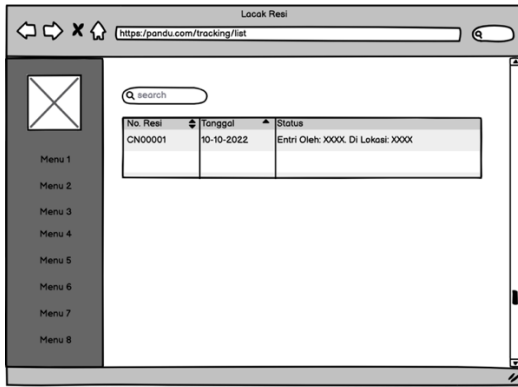 Lacak Resi
https:/pandu.com/tracking/list
search
No. Resi Tanggal Status
CN00001 10-10-2022 Entri Oleh: XXXX. Di Lokasi: XXXX
Menu 1
Menu 2
Menu 3
Menu 4
Menu 5
Menu 6
Menu 7
Menu 8